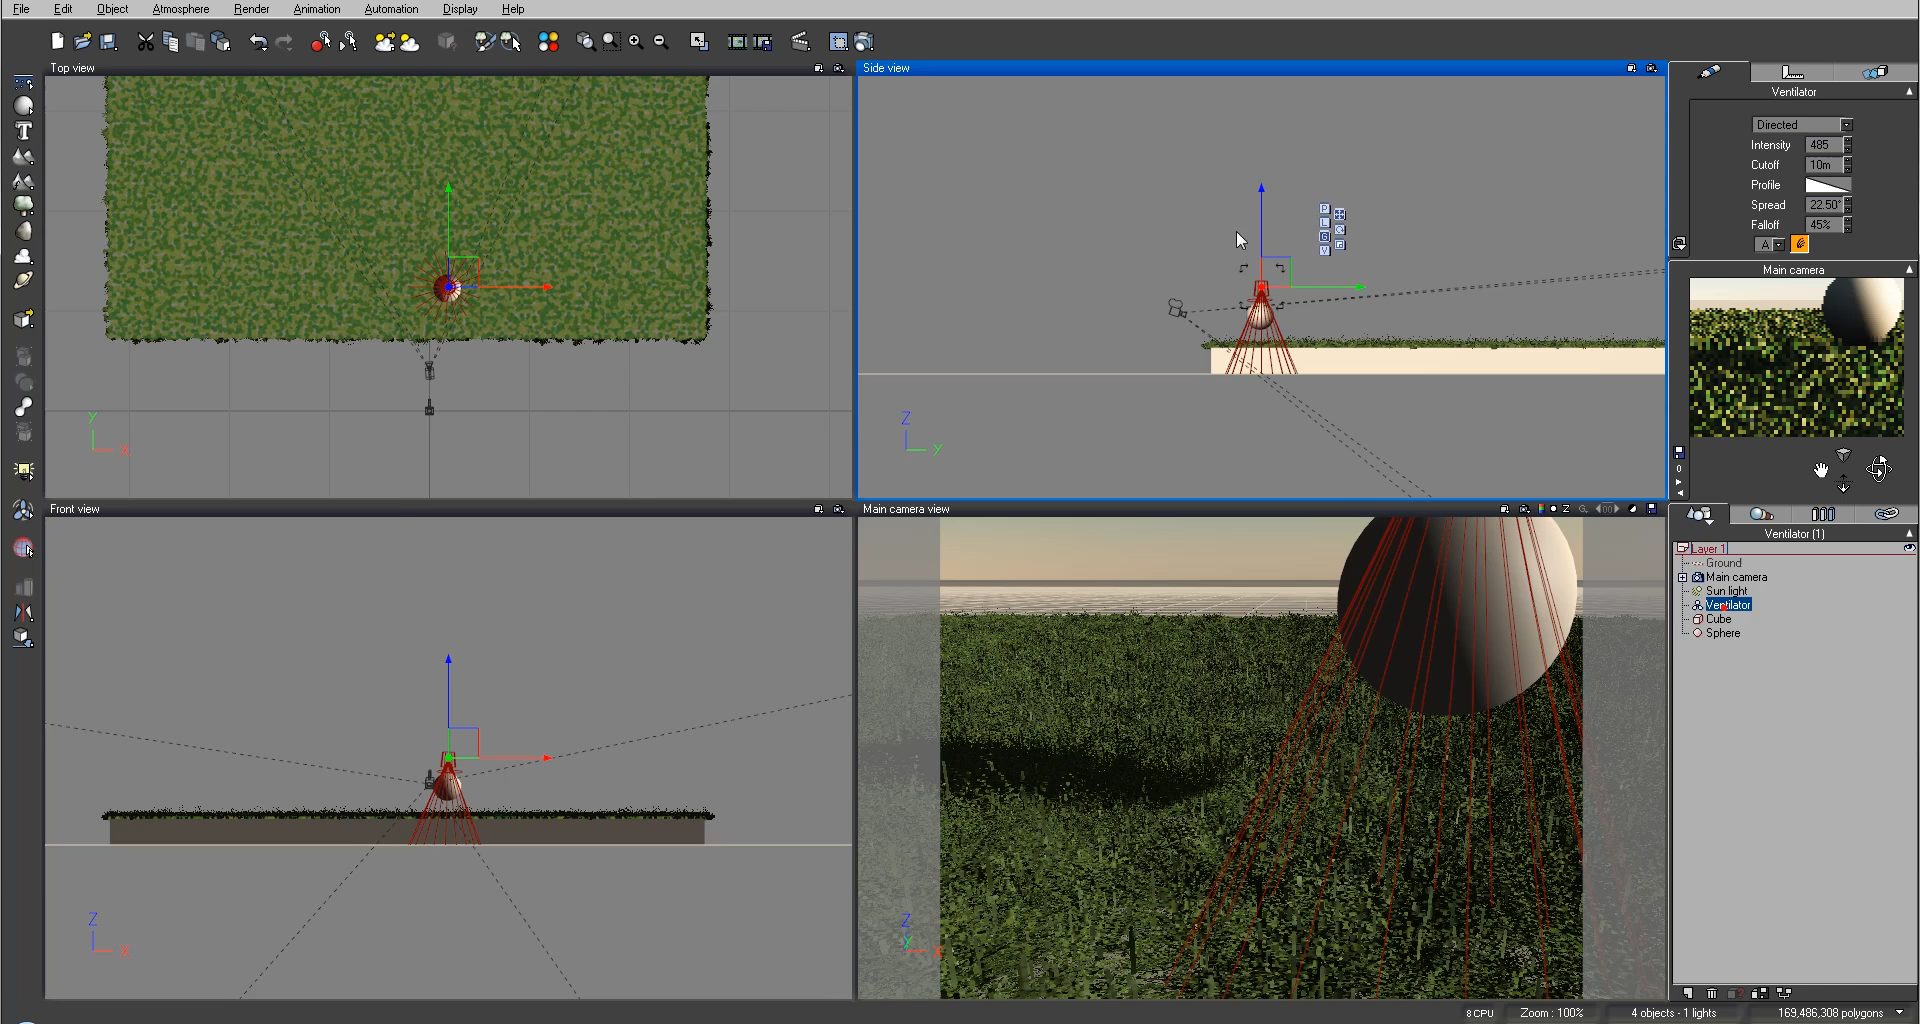 File Edit Object Atmosphere Render Animation Automation Display Help
Top view
Side view
Ventilator
Directed
Intensity 485
Cutoff 10m
Profile
Spread 22.50°
Falloff 45%
A
Main camera
P
L
G
V
Y
X
Z
Y
0
Front view
Main camera view
Z
Ventilator (1)
Layer 1
Ground
Main camera
Sun light
Ventilator
Cube
Sphere
Z
X
Z
Y
X
8 CPU Zoom : 100% 4 objects - 1 lights 169,486,308 polygons